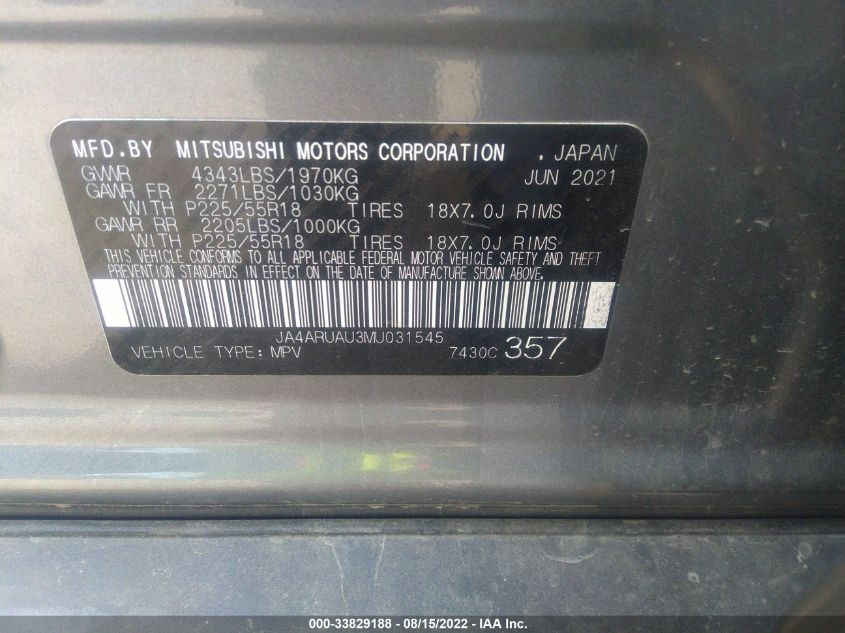 MFD.BY MITSUBISHI MOTORS CORPORATION , JAPAN
GVWR 4343LBS/1970KG JUN 2021
GAWR FR 2271LBS/1030KG
WITH P225/55R18 TIRES 18X7.0J RIMS
GAWR RR 2205LBS/1000KG
WITH P225/55R18 TIRES 18X7.0J RIMS
THIS VEHICLE CONFORMS TO ALL APPLICABLE FEDERAL MOTOR VEHICLE SAFETY AND THEFT
PREVENTION STANDARDS IN EFFECT ON THE DATE OF MANUFACTURE SHOWN ABOVE.
JA4ARUAU3MU031545
VEHICLE TYPE: MPV 7430C 357
000-33829188 - 08/15/2022 - IAA Inc.